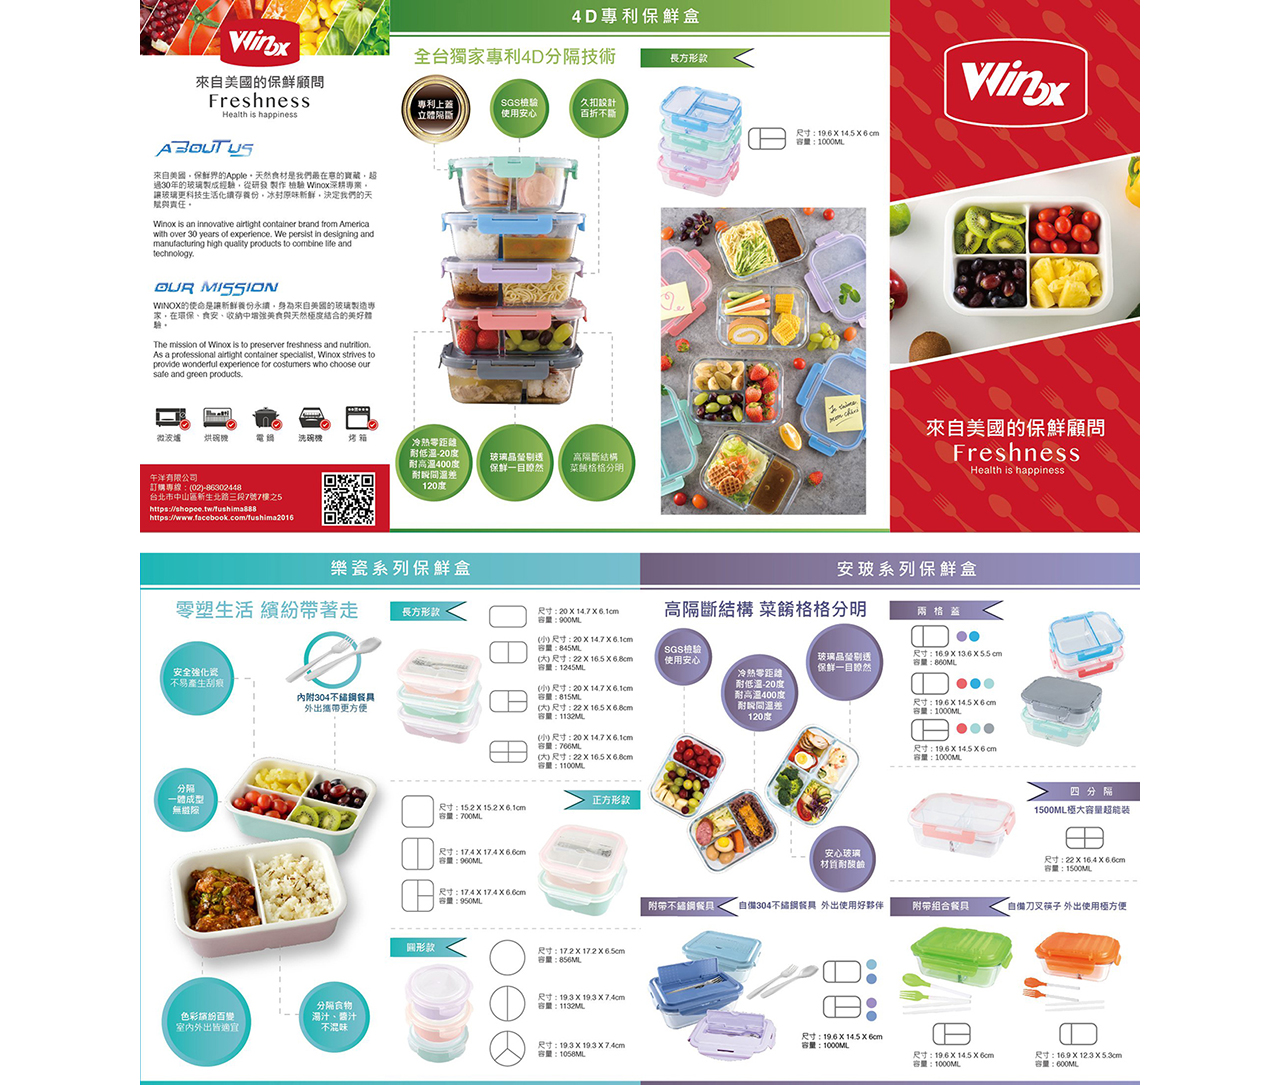 Winox
來自美國的保鮮顧問
Freshness
Health is happiness
ABOUT US
來自美國，保鮮界的Apple。天然食材是我們最在意的寶藏，超
過30年的玻璃製成經驗，從研發 製作 檢驗 Winox深耕專業，
讓玻璃更科技生活化續存養份，冰封原味新鮮，決定我們的天
賦與責任。
Winox is an innovative airtight container brand from America
with over 30 years of experience. We persist in designing and
manufacturing high quality products to combine life and
technology.
OUR MISSION
WINOX的使命是讓新鮮養份永續，身為來自美國的玻璃製造專
家，在環保、食安、收納中增強美食與天然極度結合的美好體
驗。
The mission of Winox is to preserver freshness and nutrition.
As a professional airtight container specialist, Winox strives to
provide wonderful experience for costumers who choose our
safe and green products.
微波爐
烘碗機
電鍋
洗碗機
烤箱
午洋有限公司
訂購專線：(02)-86302448
台北市中山區新生北路三段7號7樓之5
https://shopee.tw/fushima888
https://www.facebook.com/fushima2016
4D專利保鮮盒
全台獨家專利4D分隔技術
專利上蓋
立體隔斷
SGS檢驗
使用安心
久扣設計
百折不斷
冷熱零距離
耐低溫-20度
耐高溫400度
耐瞬間溫差
120度
玻璃晶瑩剔透
保鮮一目瞭然
高隔斷結構
菜餚格格分明
長方形款
尺寸：19.6 X 14.5 X 6 cm
容量：1000ML
Winox
來自美國的保鮮顧問
Freshness
Health is happiness
樂瓷系列保鮮盒
零塑生活 繽紛帶著走
安全強化瓷
不易產生刮痕
內附304不鏽鋼餐具
外出攜帶更方便
分隔
一體成型
無縫隙
色彩繽紛百變
室內外出皆適宜
分隔食物
湯汁、醬汁
不混味
長方形款
尺寸：20 X 14.7 X 6.1cm
容量：900ML
(小) 尺寸：20 X 14.7 X 6.1cm
容量：845ML
(大) 尺寸：22 X 16.5 X 6.8cm
容量：1245ML
(小) 尺寸：20 X 14.7 X 6.1cm
容量：815ML
(大) 尺寸：22 X 16.5 X 6.8cm
容量：1132ML
(小) 尺寸：20 X 14.7 X 6.1cm
容量：766ML
(大) 尺寸：22 X 16.5 X 6.8cm
容量：1100ML
正方形款
尺寸：15.2 X 15.2 X 6.1cm
容量：700ML
尺寸：17.4 X 17.4 X 6.6cm
容量：960ML
尺寸：17.4 X 17.4 X 6.6cm
容量：950ML
圓形款
尺寸：17.2 X 17.2 X 6.5cm
容量：856ML
尺寸：19.3 X 19.3 X 7.4cm
容量：1132ML
尺寸：19.3 X 19.3 X 7.4cm
容量：1058ML
安玻系列保鮮盒
高隔斷結構 菜餚格格分明
SGS檢驗
使用安心
冷熱零距離
耐低溫-20度
耐高溫400度
耐瞬間溫差
120度
玻璃晶瑩剔透
保鮮一目瞭然
安心玻璃
材質耐酸鹼
兩格蓋
尺寸：16.9 X 13.6 X 5.5 cm
容量：860ML
尺寸：19.6 X 14.5 X 6 cm
容量：1000ML
尺寸：19.6 X 14.5 X 6 cm
容量：1000ML
四分隔
1500ML極大容量超能裝
尺寸：22 X 16.4 X 6.6cm
容量：1500ML
附帶不鏽鋼餐具
自備304不鏽鋼餐具 外出使用好夥伴
尺寸：19.6 X 14.5 X 6cm
容量：1000ML
附帶組合餐具
自備刀叉筷子 外出使用極方便
尺寸：19.6 X 14.5 X 6cm
容量：1000ML
尺寸：16.9 X 12.3 X 5.3cm
容量：600ML